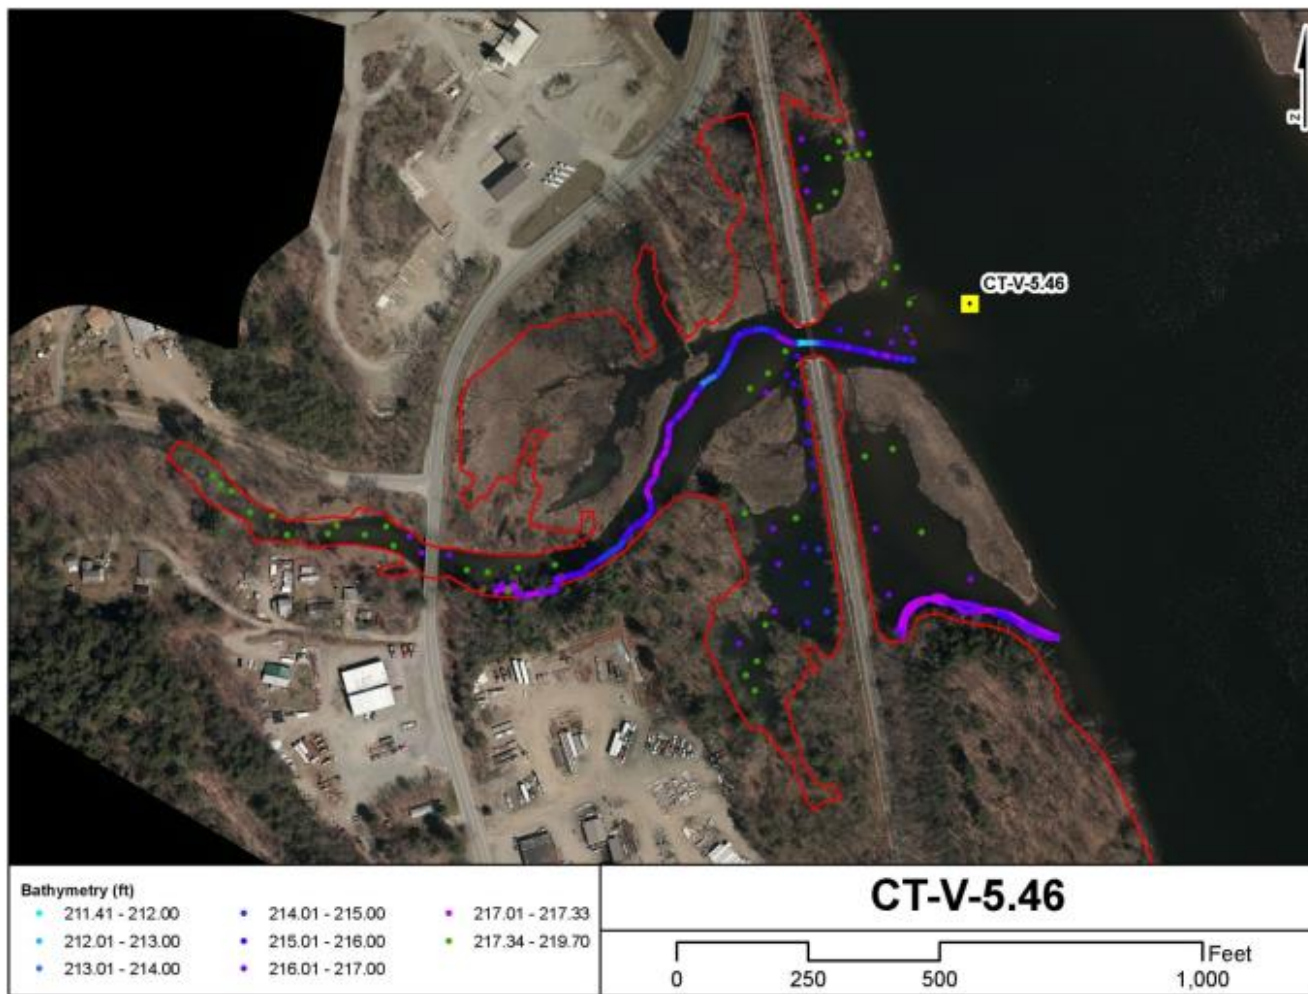 N
CT-V-5.46
Bathymetry (ft)
211.41 - 212.00
212.01 - 213.00
213.01 - 214.00
214.01 - 215.00
215.01 - 216.00
216.01 - 217.00
217.01 - 217.33
217.34 - 219.70
CT-V-5.46
Feet
0 250 500 1,000